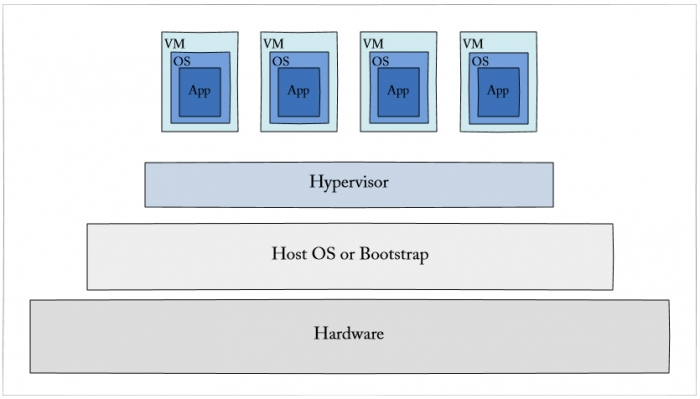 VM VM VM VM
OS OS OS OS
App App App App
Hypervisor
Host OS or Bootstrap
Hardware